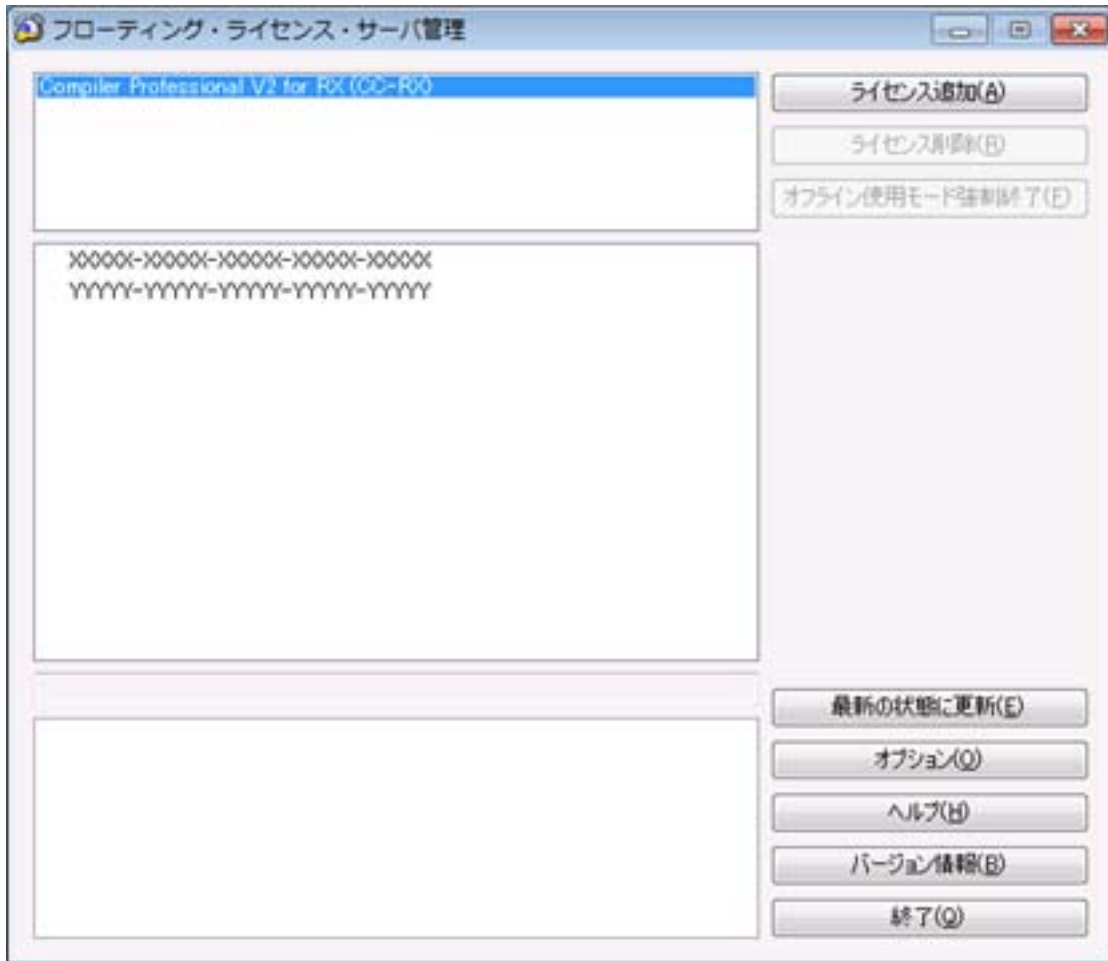 フローティング・ライセンス・サーバ管理
Compiler Professional V2 for RX (CC-RX)
XXXXX-XXXXX-XXXXX-XXXXX-XXXXX
YYYYY-YYYYY-YYYYY-YYYYY-YYYYY
ライセンス追加(A)
ライセンス削除(R)
オフライン使用モード強制終了(F)
最新の状態に更新(E)
オプション(O)
ヘルプ(H)
バージョン情報(B)
終了(Q)